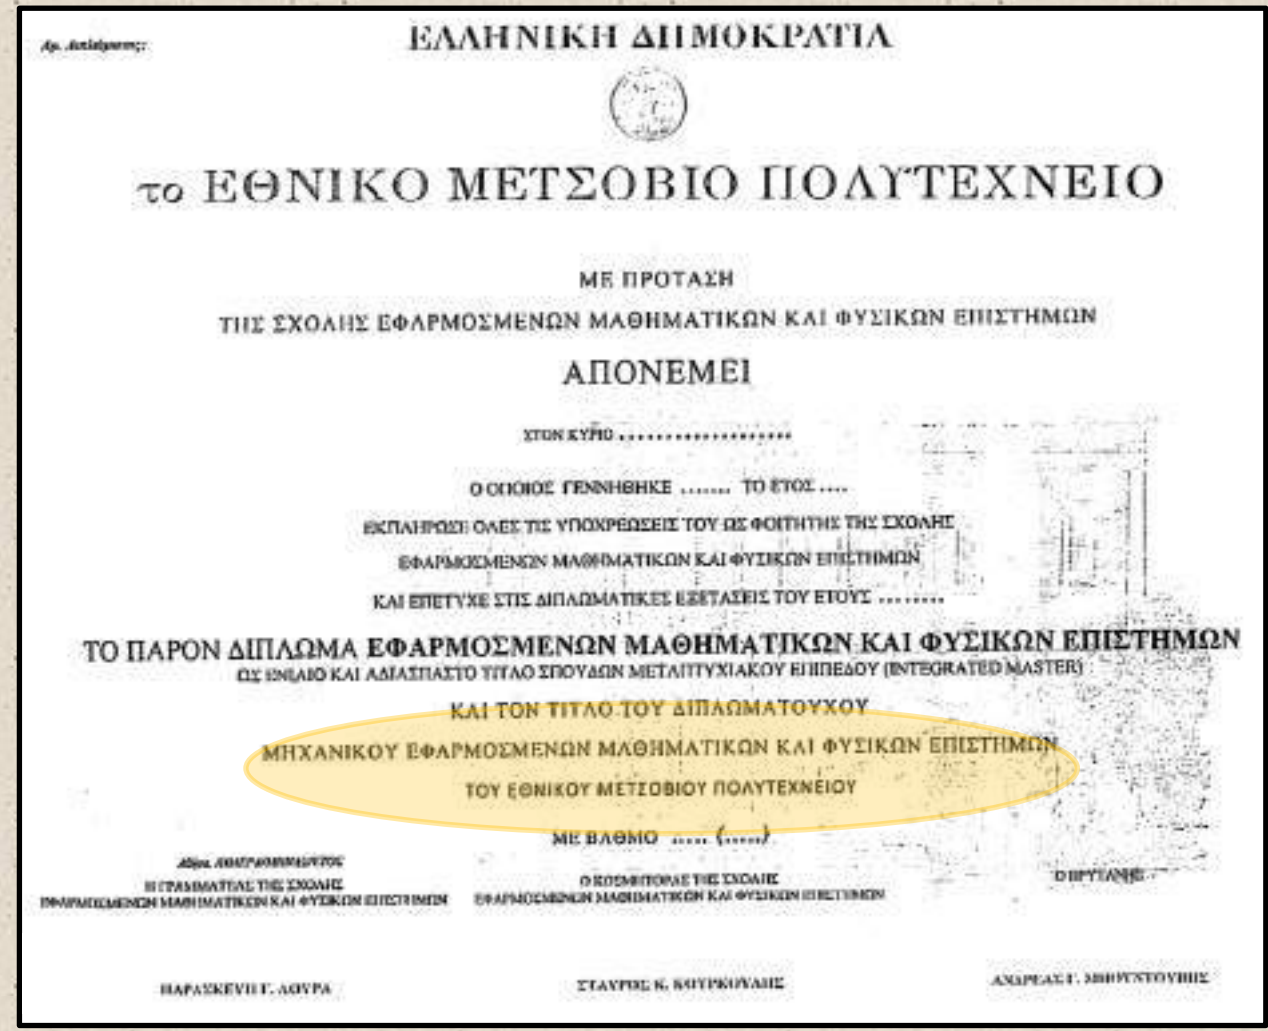 Αρ. Διπλώματος:
ΕΛΛΗΝΙΚΗ ΔΗΜΟΚΡΑΤΙΑ
το ΕΘΝΙΚΟ ΜΕΤΣΟΒΙΟ ΠΟΛΥΤΕΧΝΕΙΟ
ΜΕ ΠΡΟΤΑΣΗ
ΤΗΣ ΣΧΟΛΗΣ ΕΦΑΡΜΟΣΜΕΝΩΝ ΜΑΘΗΜΑΤΙΚΩΝ ΚΑΙ ΦΥΣΙΚΩΝ ΕΠΙΣΤΗΜΩΝ
ΑΠΟΝΕΜΕΙ
ΣΤΟΝ ΚΥΡΙΟ ...................
Ο ΟΠΟΙΟΣ ΓΕΝΝΗΘΗΚΕ ....... ΤΟ ΕΤΟΣ ....
ΕΚΠΛΗΡΩΣΕ ΟΛΕΣ ΤΙΣ ΥΠΟΧΡΕΩΣΕΙΣ ΤΟΥ ΩΣ ΦΟΙΤΗΤΗΣ ΤΗΣ ΣΧΟΛΗΣ
ΕΦΑΡΜΟΣΜΕΝΩΝ ΜΑΘΗΜΑΤΙΚΩΝ ΚΑΙ ΦΥΣΙΚΩΝ ΕΠΙΣΤΗΜΩΝ
ΚΑΙ ΕΠΕΤΥΧΕ ΣΤΙΣ ΔΙΠΛΩΜΑΤΙΚΕΣ ΕΞΕΤΑΣΕΙΣ ΤΟΥ ΕΤΟΥΣ ........
ΤΟ ΠΑΡΟΝ ΔΙΠΛΩΜΑ ΕΦΑΡΜΟΣΜΕΝΩΝ ΜΑΘΗΜΑΤΙΚΩΝ ΚΑΙ ΦΥΣΙΚΩΝ ΕΠΙΣΤΗΜΩΝ
ΩΣ ΕΝΙΑΙΟ ΚΑΙ ΑΔΙΑΣΠΑΣΤΟ ΤΙΤΛΟ ΣΠΟΥΔΩΝ ΜΕΤΑΠΤΥΧΙΑΚΟΥ ΕΠΙΠΕΔΟΥ (INTEGRATED MASTER)
ΚΑΙ ΤΟΝ ΤΙΤΛΟ ΤΟΥ ΔΙΠΛΩΜΑΤΟΥΧΟΥ
ΜΗΧΑΝΙΚΟΥ ΕΦΑΡΜΟΣΜΕΝΩΝ ΜΑΘΗΜΑΤΙΚΩΝ ΚΑΙ ΦΥΣΙΚΩΝ ΕΠΙΣΤΗΜΩΝ
ΤΟΥ ΕΘΝΙΚΟΥ ΜΕΤΣΟΒΙΟΥ ΠΟΛΥΤΕΧΝΕΙΟΥ
ΜΕ ΒΑΘΜΟ ..... (.....)
Αθήνα,
Η ΓΡΑΜΜΑΤΕΑΣ ΤΗΣ ΣΧΟΛΗΣ
ΕΦΑΡΜΟΣΜΕΝΩΝ ΜΑΘΗΜΑΤΙΚΩΝ ΚΑΙ ΦΥΣΙΚΩΝ ΕΠΙΣΤΗΜΩΝ
Ο ΚΟΣΜΗΤΟΡΑΣ ΤΗΣ ΣΧΟΛΗΣ
ΕΦΑΡΜΟΣΜΕΝΩΝ ΜΑΘΗΜΑΤΙΚΩΝ ΚΑΙ ΦΥΣΙΚΩΝ ΕΠΙΣΤΗΜΩΝ
Ο ΠΡΥΤΑΝΗΣ
ΠΑΡΑΣΚΕΥΗ Γ. ΛΟΥΡΑ
ΣΤΑΥΡΟΣ Κ. ΚΟΥΡΚΟΥΛΗΣ
ΑΝΔΡΕΑΣ Γ. ΜΠΟΥΝΤΟΥΒΗΣ